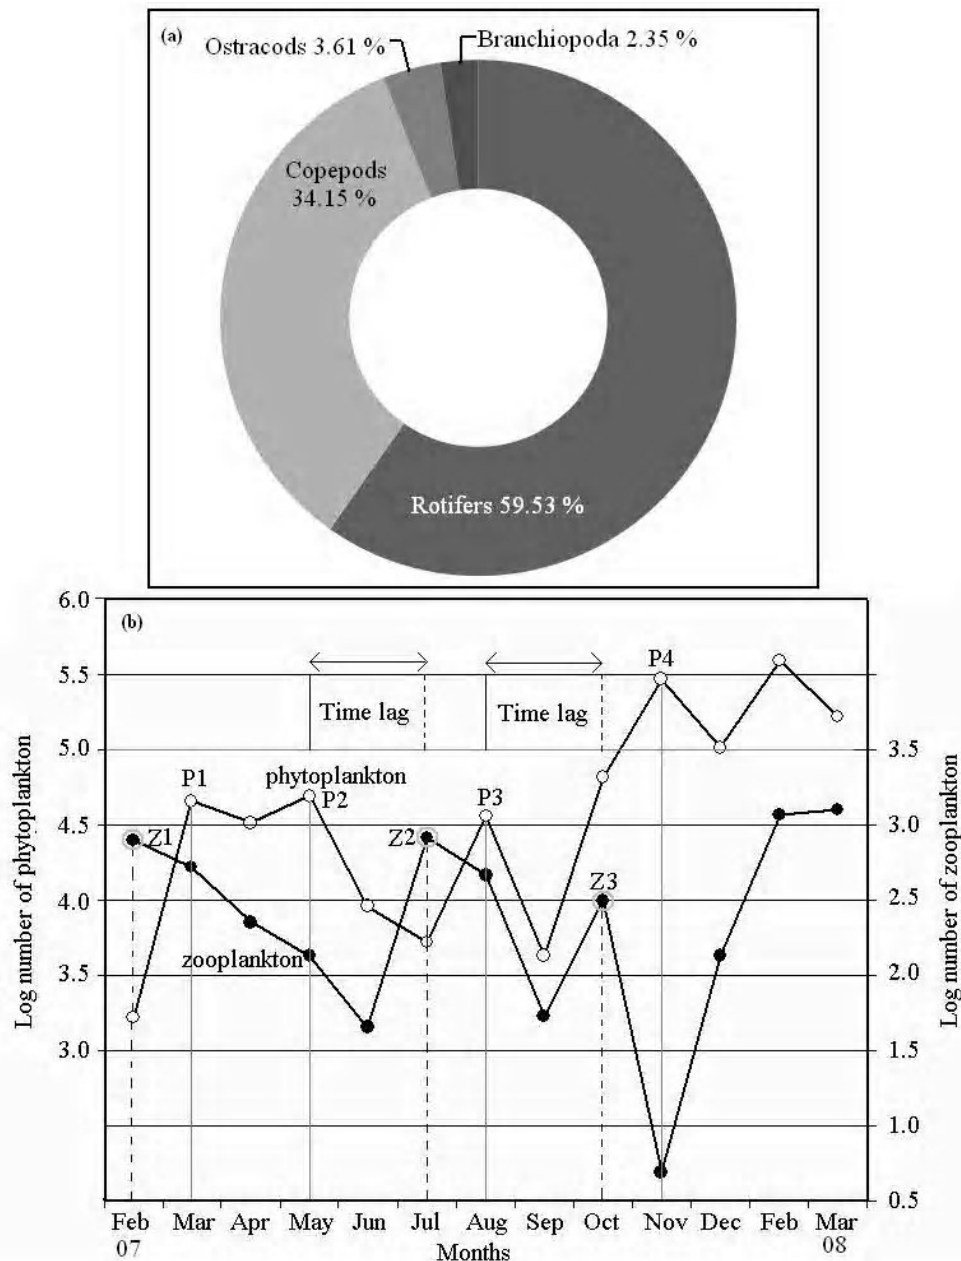 (a)
Ostracods 3.61 %
Branchiopoda 2.35 %
Copepods
34.15 %
Rotifers 59.53 %
(b)
6.0
5.5
5.0
4.5
4.0
3.5
3.0
Log number of phytoplankton
3.5
3.0
2.5
2.0
1.5
1.0
0.5
Log number of zooplankton
P4
Time lag
Time lag
P1
phytoplankton
P2
P3
Z1
Z2
Z3
zooplankton
Feb Mar Apr May Jun Jul Aug Sep Oct Nov Dec Feb Mar
07 08
Months